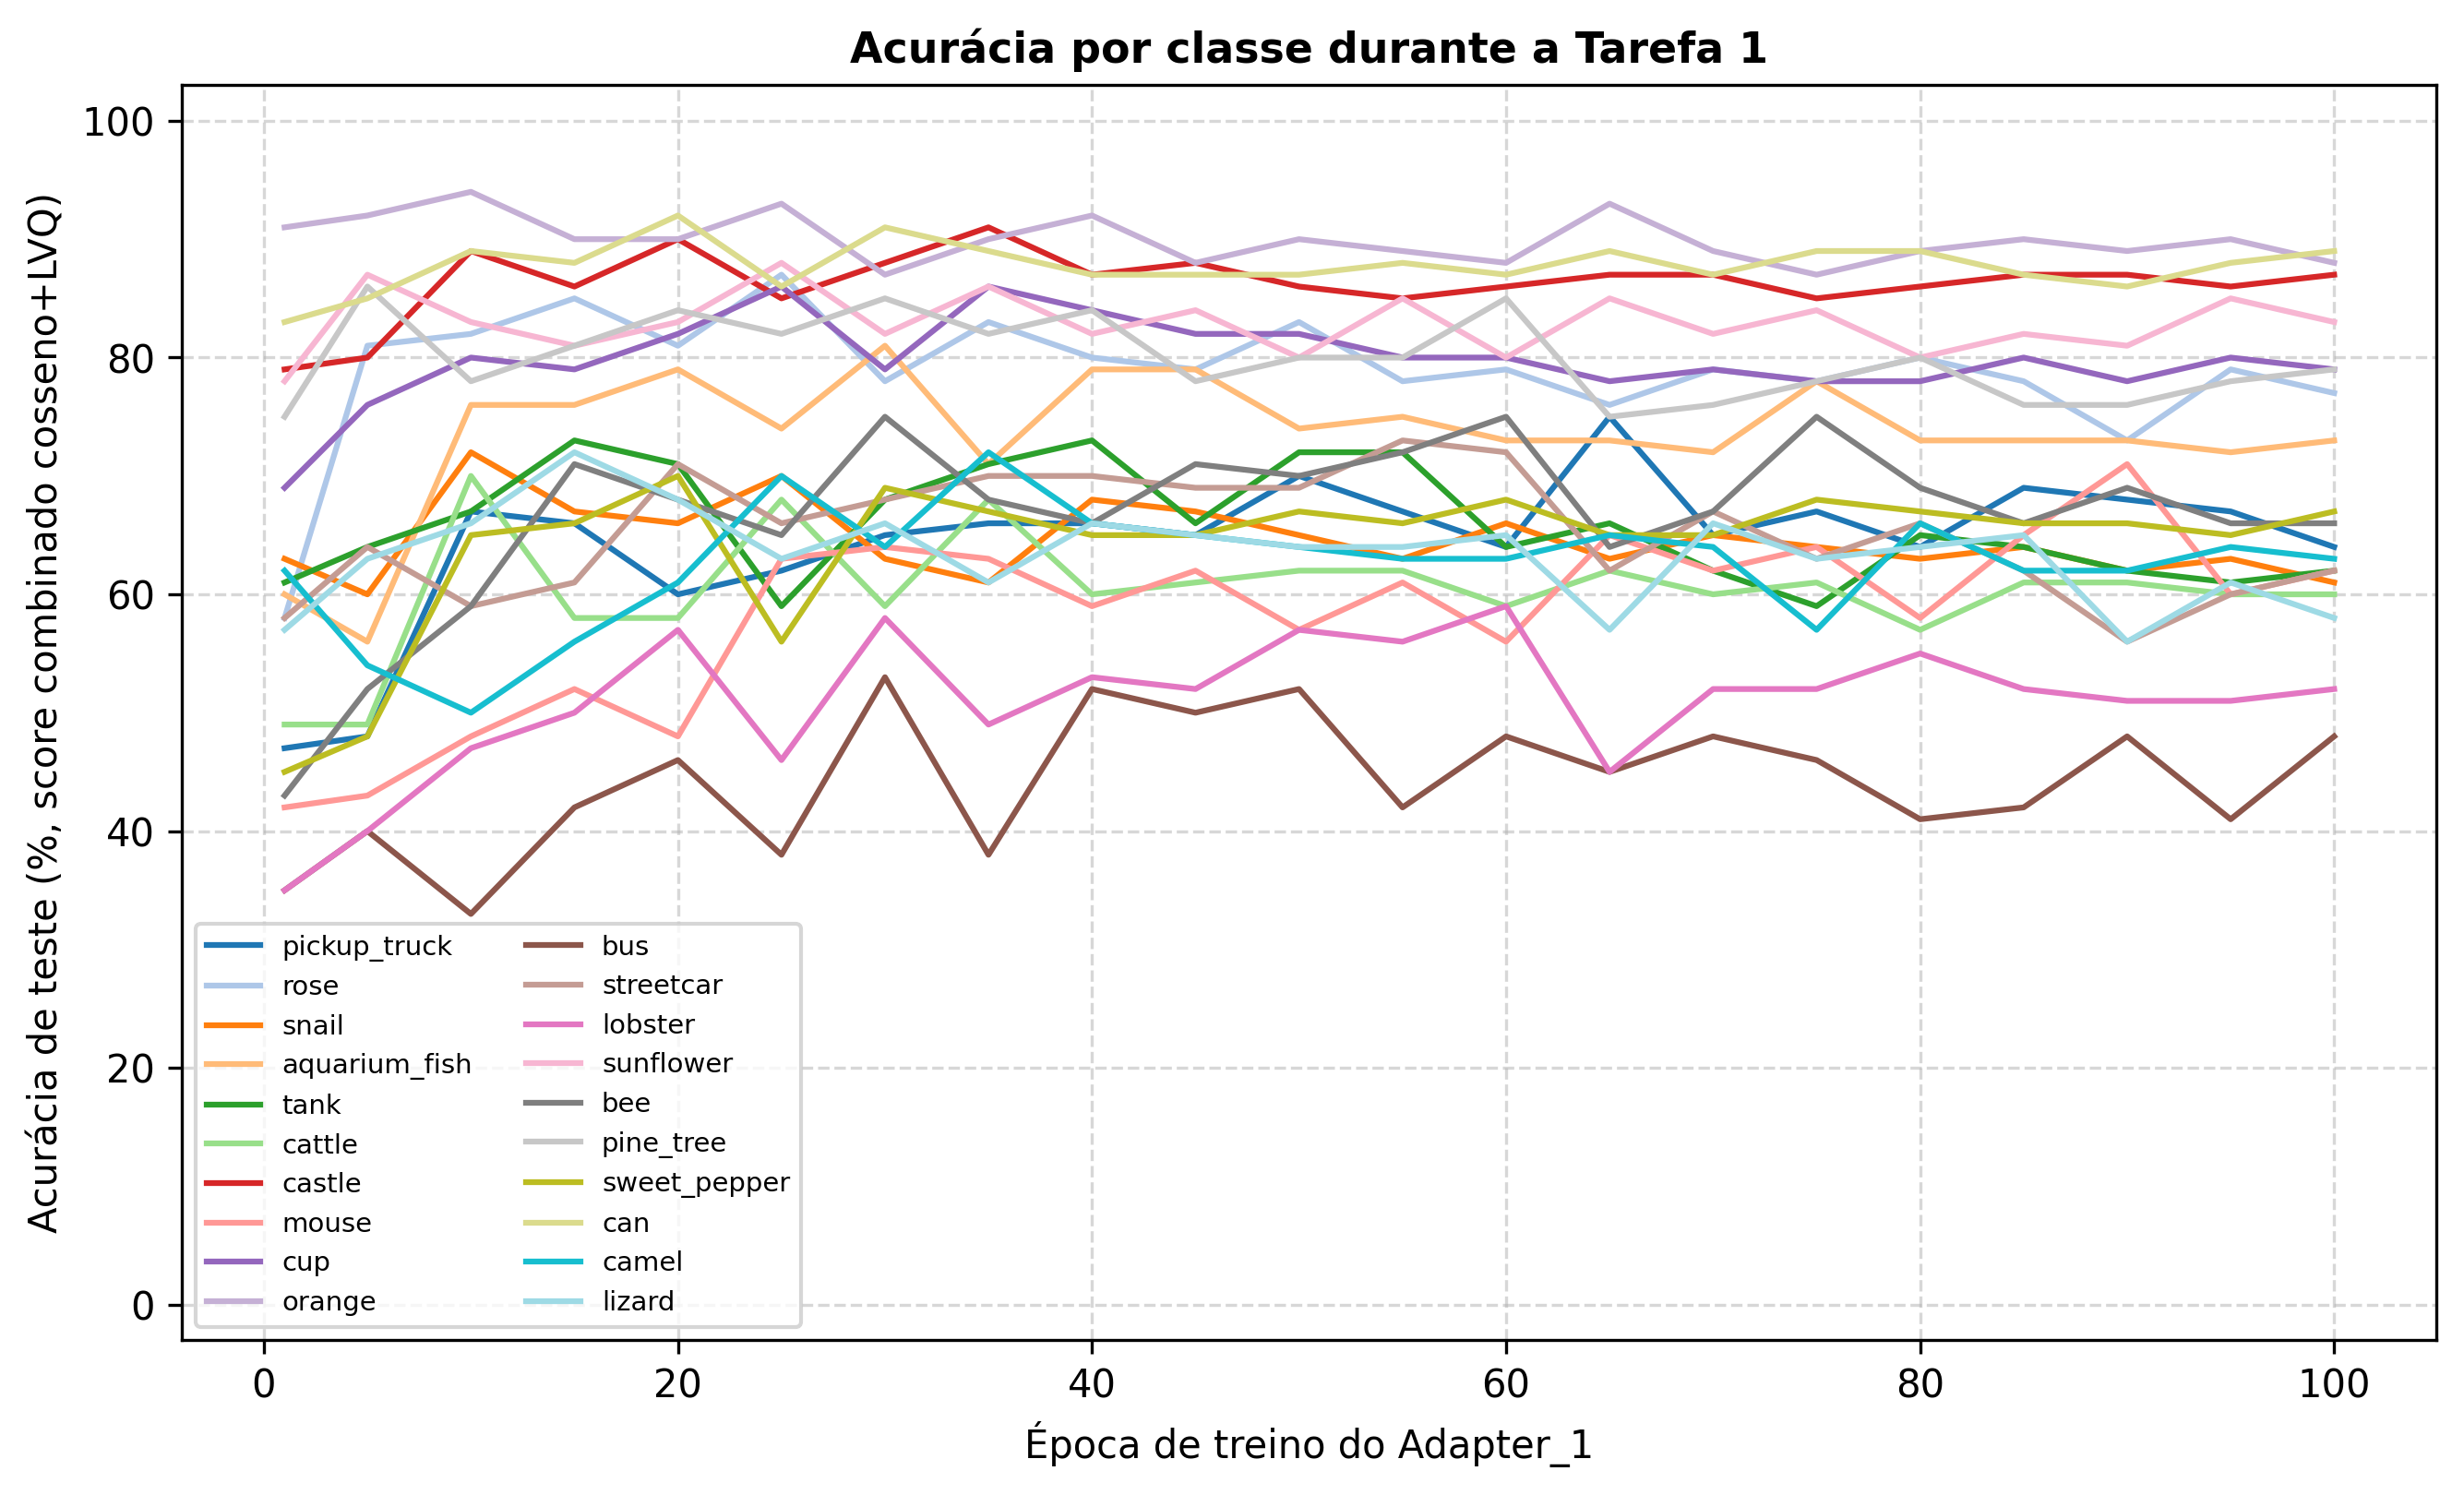 Acurácia por classe durante a Tarefa 1
Acurácia de teste (%, score combinado cosseno+LVQ)
100
80
60
40
20
0
pickup_truck
rose
snail
aquarium_fish
tank
cattle
castle
mouse
cup
orange
bus
streetcar
lobster
sunflower
bee
pine_tree
sweet_pepper
can
camel
lizard
0 20 40 60 80 100
Época de treino do Adapter_1